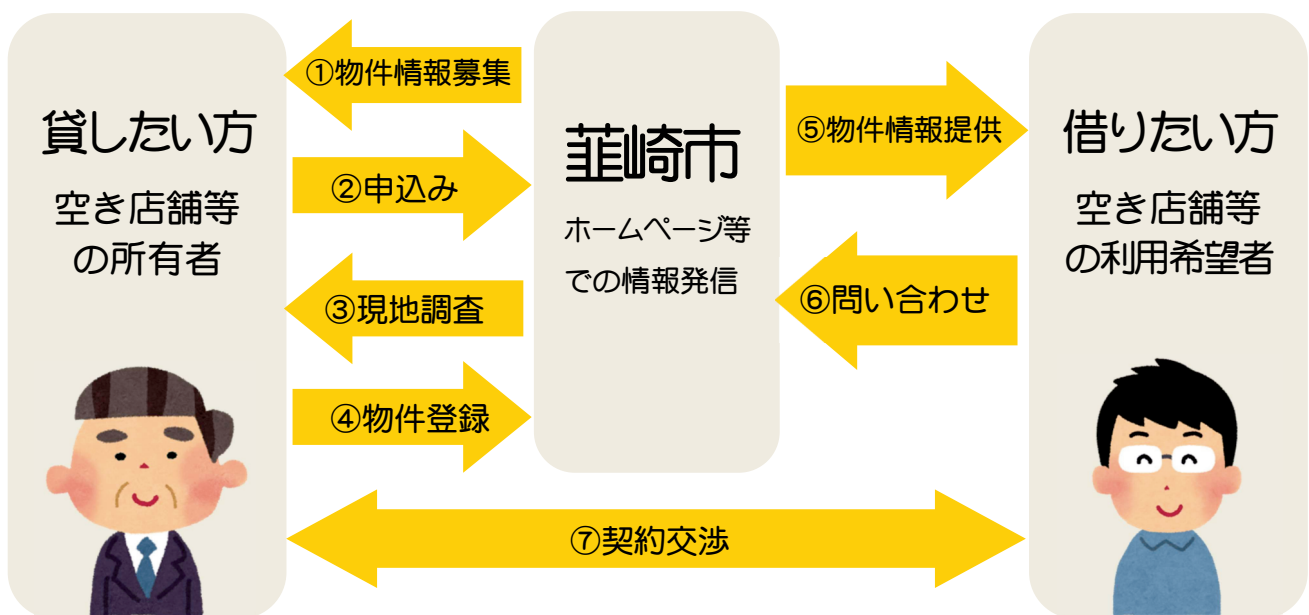 貸したい方
空き店舗等
の所有者
①物件情報募集
②申込み
③現地調査
④物件登録
韮崎市
ホームページ等
での情報発信
⑤物件情報提供
⑥問い合わせ
借りたい方
空き店舗等
の利用希望者
⑦契約交渉